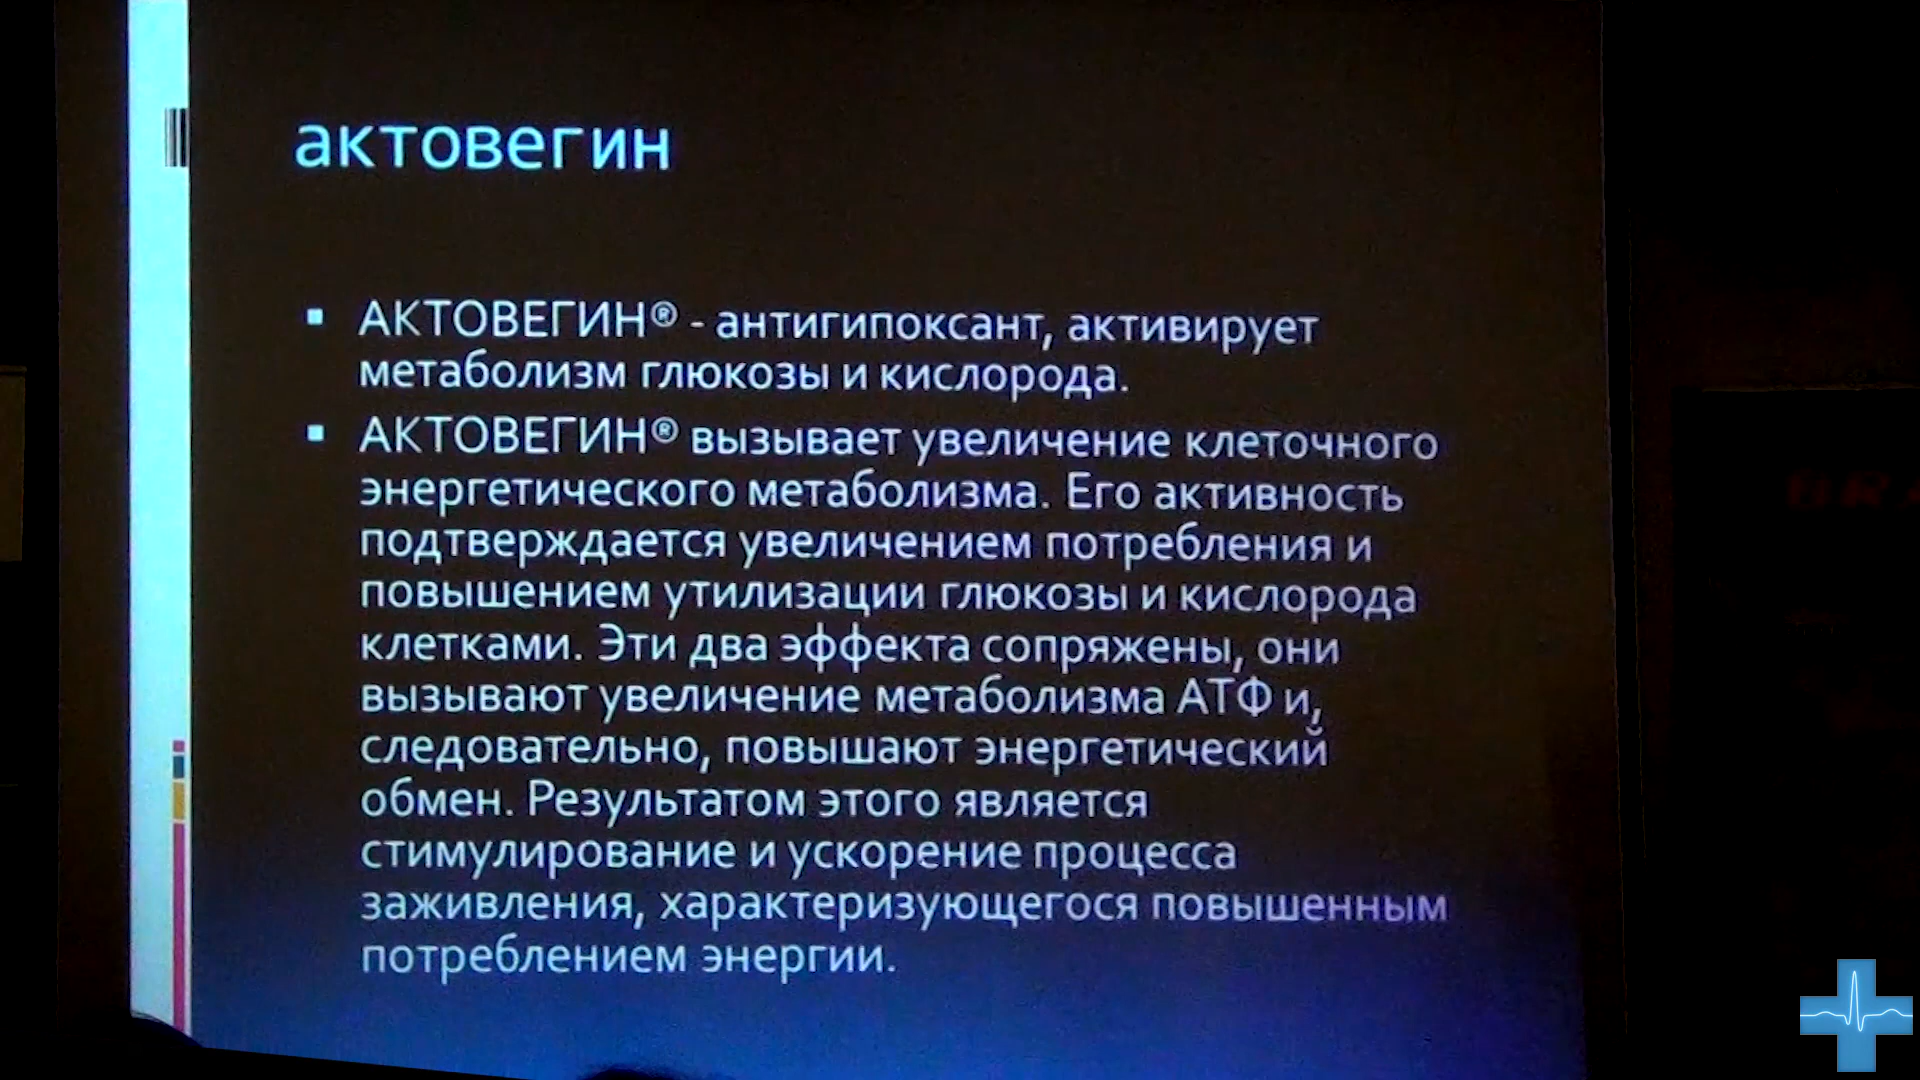 актовегин
▪ АКТОВЕГИН® - антигипоксант, активирует
метаболизм глюкозы и кислорода.
▪ АКТОВЕГИН® вызывает увеличение клеточного
энергетического метаболизма. Его активность
подтверждается увеличением потребления и
повышением утилизации глюкозы и кислорода
клетками. Эти два эффекта сопряжены, они
вызывают увеличение метаболизма АТФ и,
следовательно, повышают энергетический
обмен. Результатом этого является
стимулирование и ускорение процесса
заживления, характеризующегося повышенным
потреблением энергии.